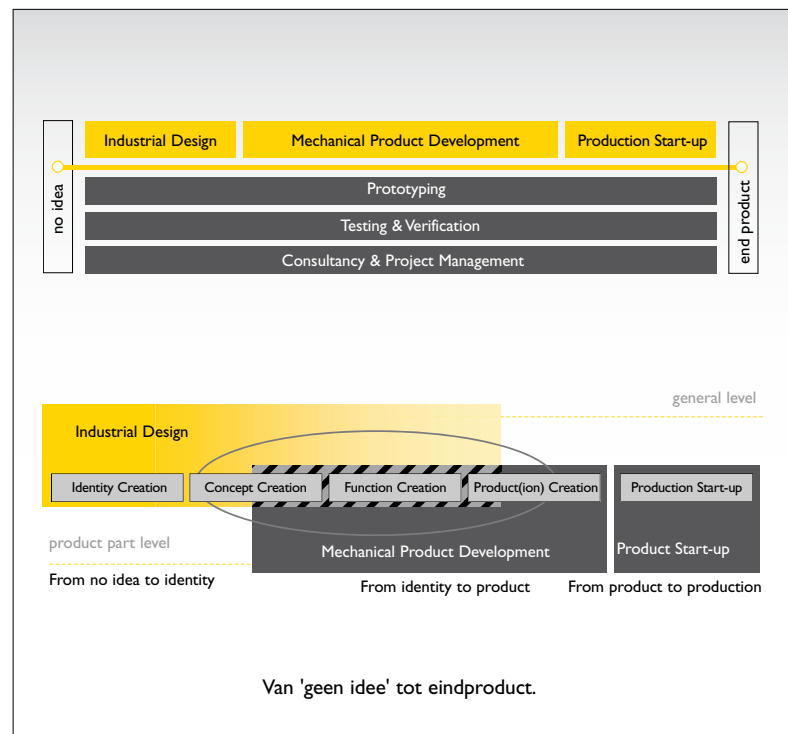 Industrial Design
Mechanical Product Development
Production Start-up
no idea
end product
Prototyping
Testing & Verification
Consultancy & Project Management
general level
Industrial Design
Identity Creation
Concept Creation
Function Creation
Product(ion) Creation
Production Start-up
product part level
Mechanical Product Development
Product Start-up
From no idea to identity
From identity to product
From product to production
Van 'geen idee' tot eindproduct.